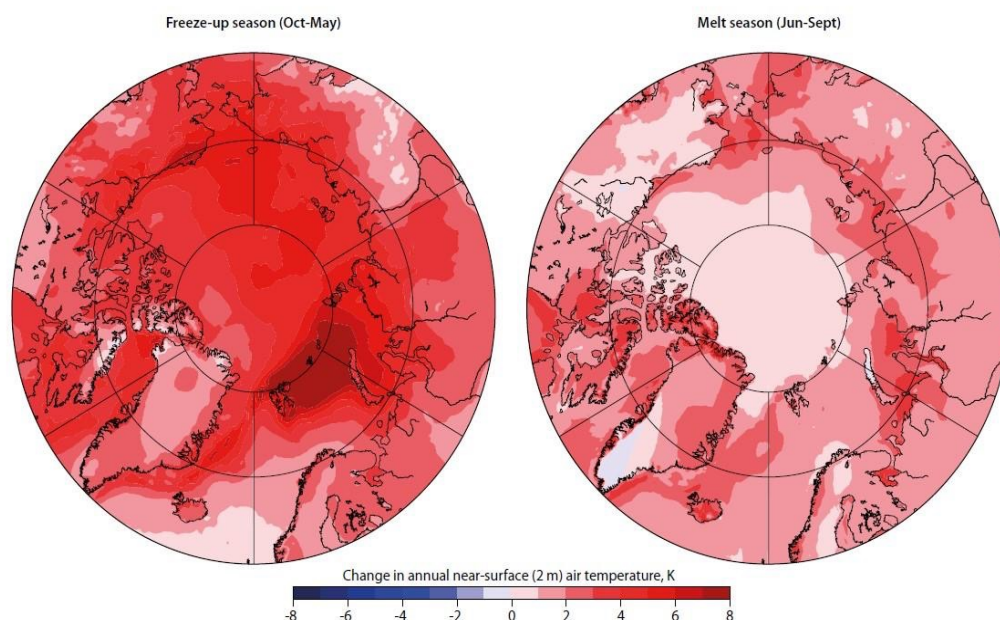 Freeze-up season (Oct-May)
Melt season (Jun-Sept)
Change in annual near-surface (2 m) air temperature, K
-8 -6 -4 -2 0 2 4 6 8